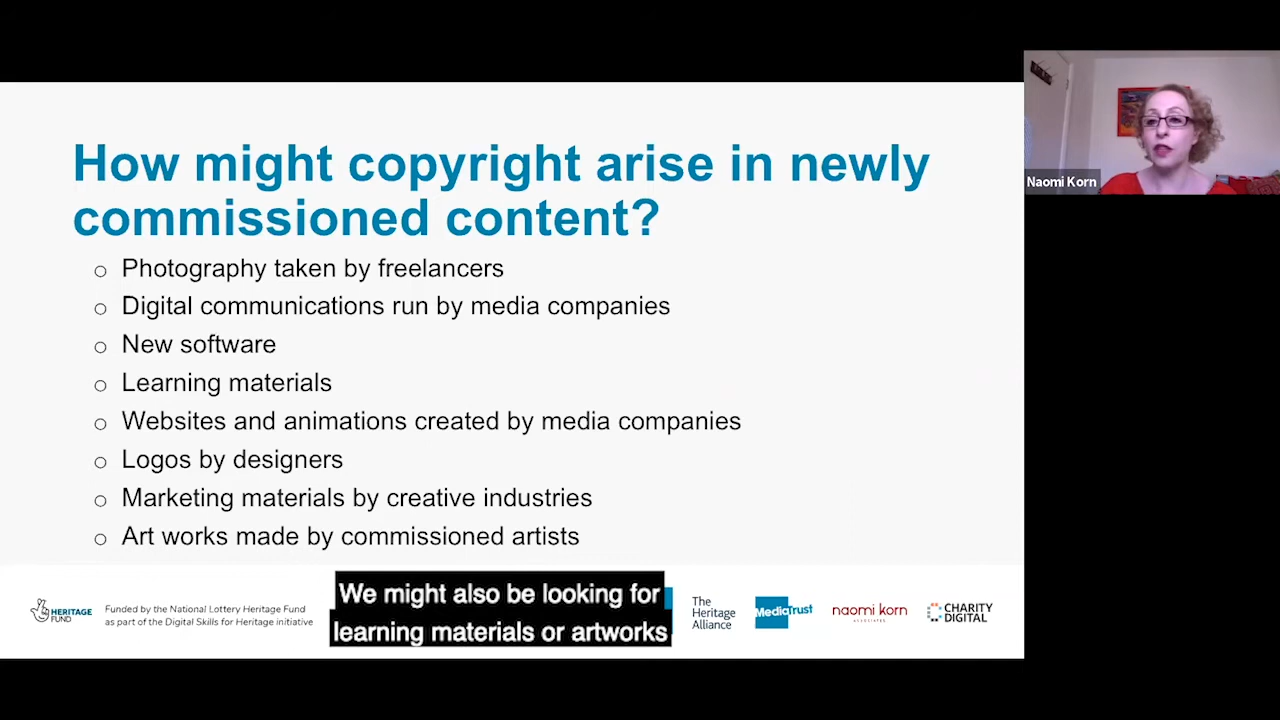 How might copyright arise in newly
commissioned content?
Photography taken by freelancers
Digital communications run by media companies
New software
Learning materials
Websites and animations created by media companies
Logos by designers
Marketing materials by creative industries
Art works made by commissioned artists
Naomi Korn
HERITAGE
FUND
Funded by the National Lottery Heritage Fund
as part of the Digital Skills for Heritage initiative
We might also be looking for
learning materials or artworks
The
Heritage
Alliance
MediaTrust
naomi korn
ASSOCIATES
CHARITY
DIGITAL